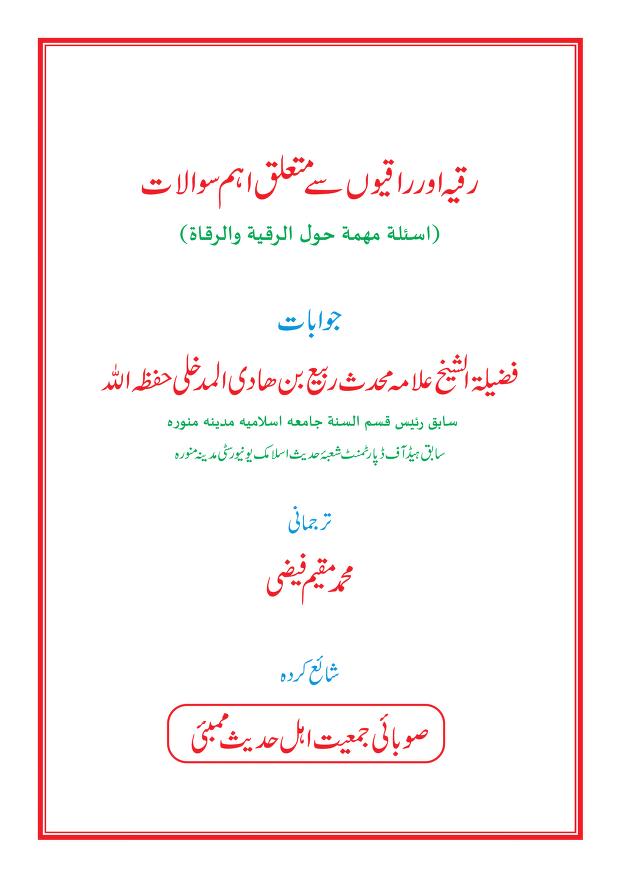 رقیہ اور راقیوں سے متعلق اہم سوالات
(اسئلة مهمة حول الرقية والرقاة)
جوابات
فضیلۃ الشیخ علامہ محدث ربیع بن ھادی المدخلی حفظہ اللہ
سابق رئیس قسم السنة جامعه اسلامیه مدینه منوره
سابق ہیڈ آف ڈپارٹمنٹ شعبۂ حدیث اسلامک یونیورسٹی مدینہ منورہ
ترجمانی
محمد مقیم فیضی
شائع کردہ
صوبائی جمعیت اہل حدیث ممبئی